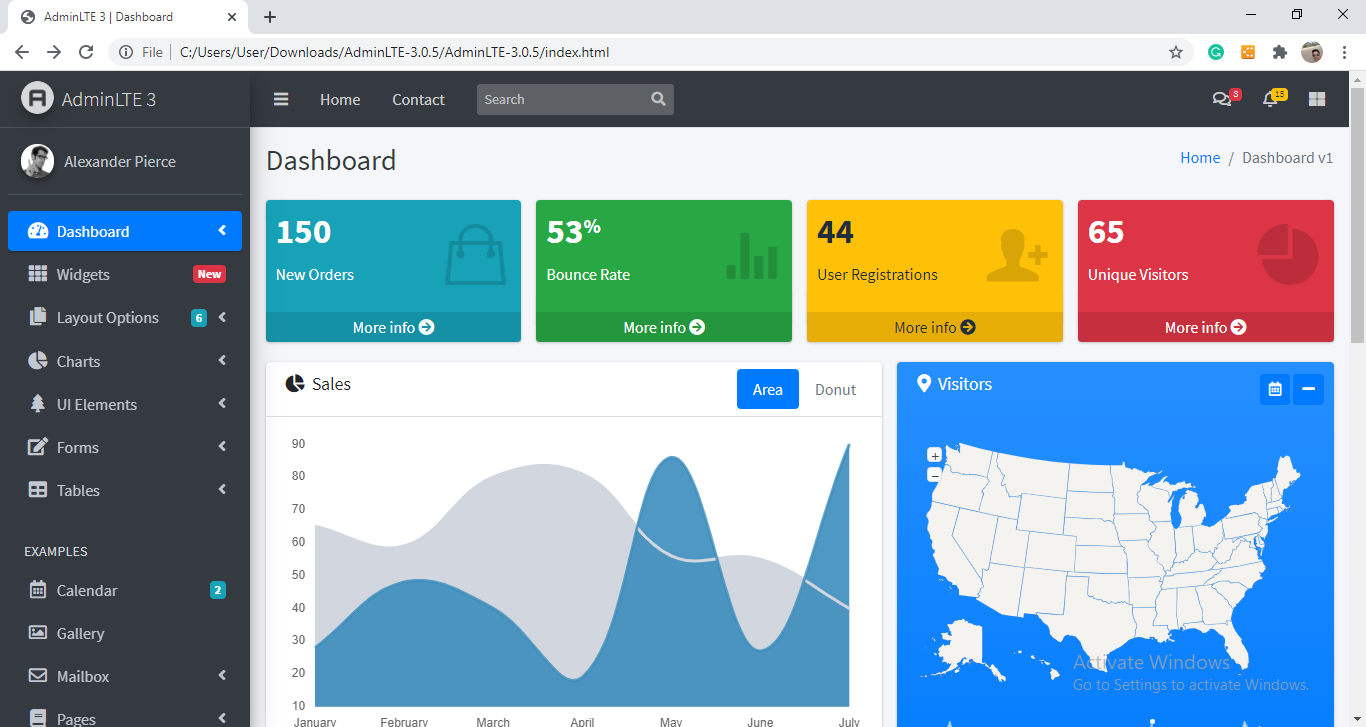 AdminLTE 3 | Dashboard
File
C:/Users/User/Downloads/AdminLTE-3.0.5/AdminLTE-3.0.5/index.html
AdminLTE 3
Home
Contact
Search
3
15
Alexander Pierce
Dashboard
Widgets
New
Layout Options
6
Charts
UI Elements
Forms
Tables
EXAMPLES
Calendar
2
Gallery
Mailbox
Pages
Dashboard
Home / Dashboard v1
150
New Orders
More info
53%
Bounce Rate
More info
44
User Registrations
More info
65
Unique Visitors
More info
Sales
Area
Donut
90
80
70
60
50
40
30
20
10
January February March April May June July
Visitors
+
−
Activate Windows
Go to Settings to activate Windows.